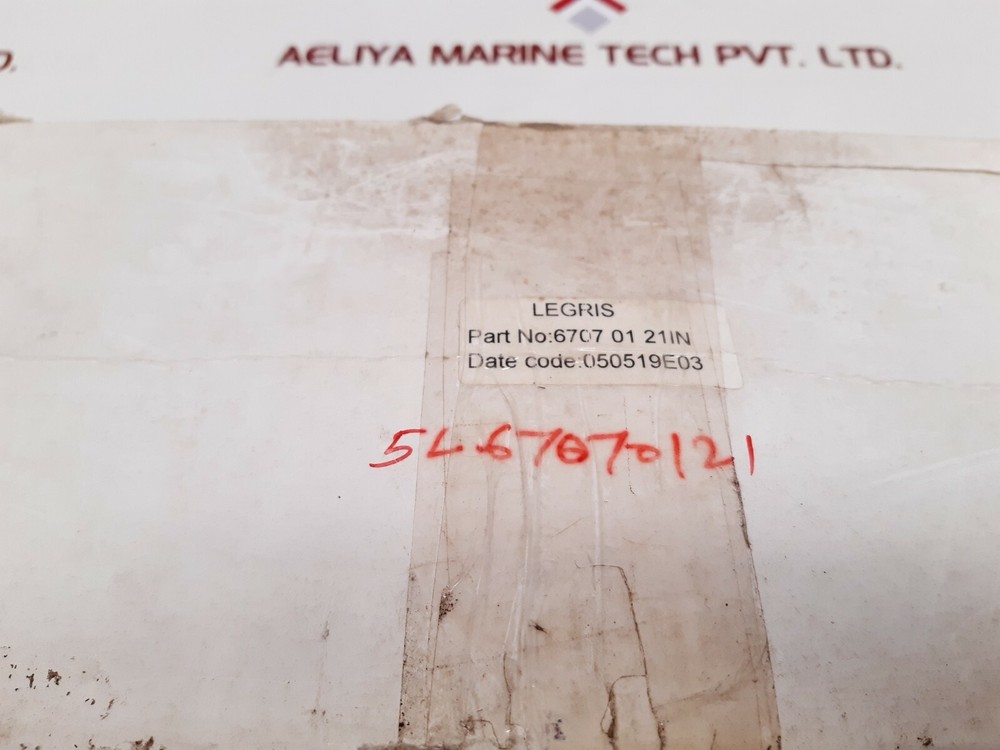 D.
AELIYA MARINE TECH PVT. LTD.
LEGRIS
Part No:6707 01 21IN
Date code:050519E03
5L67070121